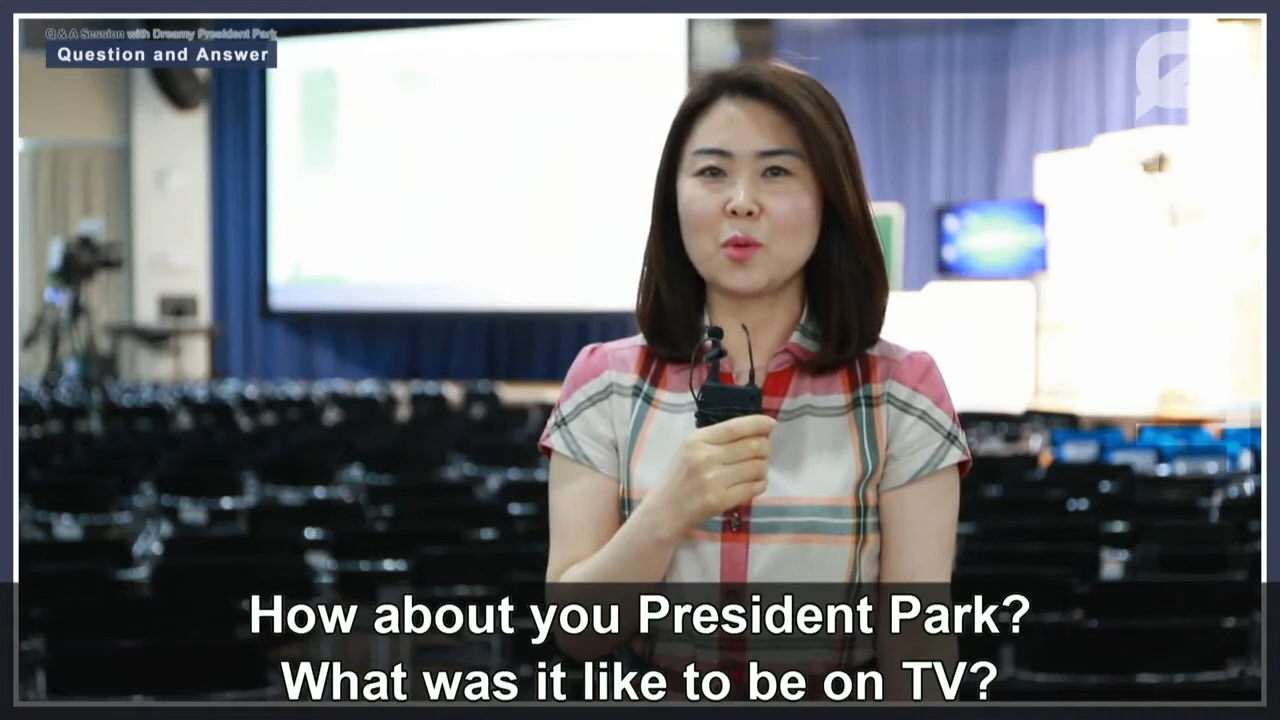 Q & A Session with Dreamy President Park
Question and Answer
How about you President Park?
What was it like to be on TV?